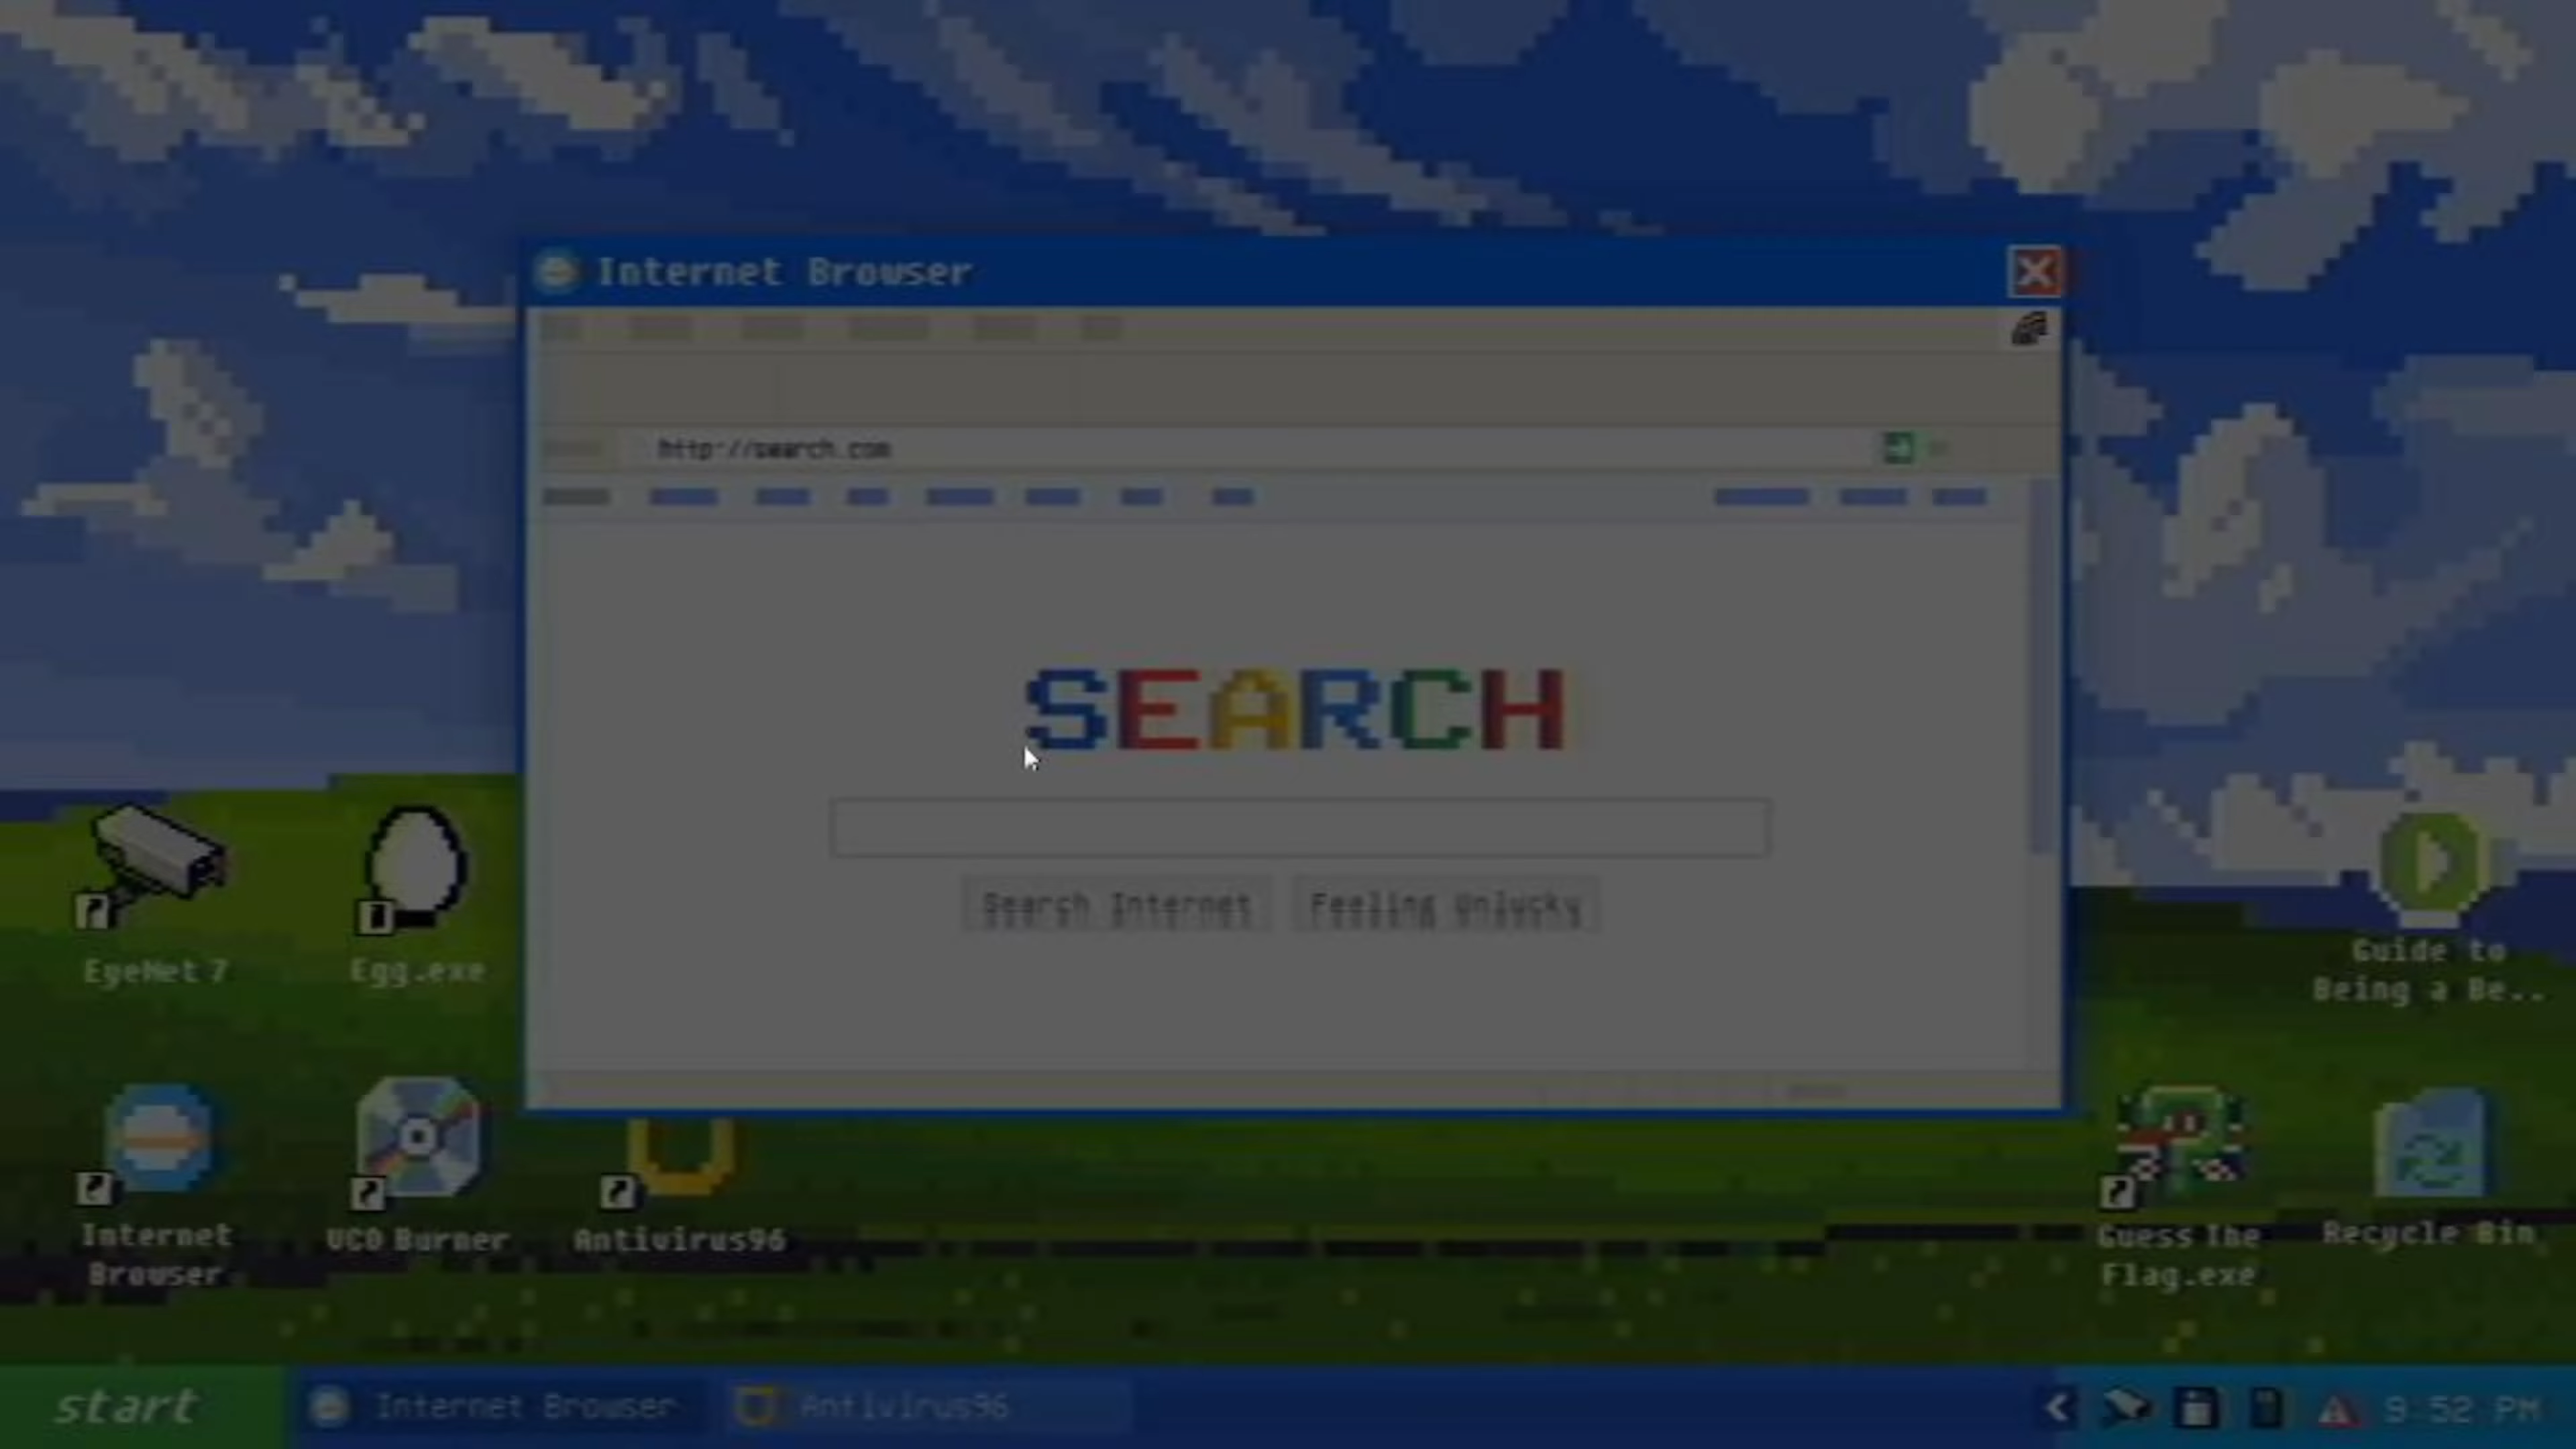 Internet Browser
http://search.com
SEARCH
Search Internet
Feeling Unlucky
EyeNet 7
Egg.exe
Guide to
Being a Be..
Internet
Browser
VCD Burner
Antivirus96
Guess The
Flag.exe
Recycle Bin
start
Internet Browser
Antivirus96
9:52 PM